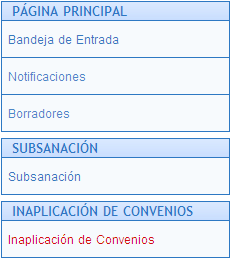 PÁGINA PRINCIPAL
Bandeja de Entrada
Notificaciones
Borradores
SUBSANACIÓN
Subsanación
INAPLICACIÓN DE CONVENIOS
Inaplicación de Convenios